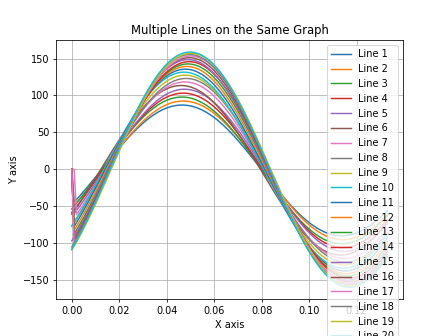 Multiple Lines on the Same Graph
150
100
50
0
−50
−100
−150
Y axis
0.00
0.02
0.04
0.06
0.08
0.10
X axis
Line 1
Line 2
Line 3
Line 4
Line 5
Line 6
Line 7
Line 8
Line 9
Line 10
Line 11
Line 12
Line 13
Line 14
Line 15
Line 16
Line 17
Line 18
Line 19
Line 20